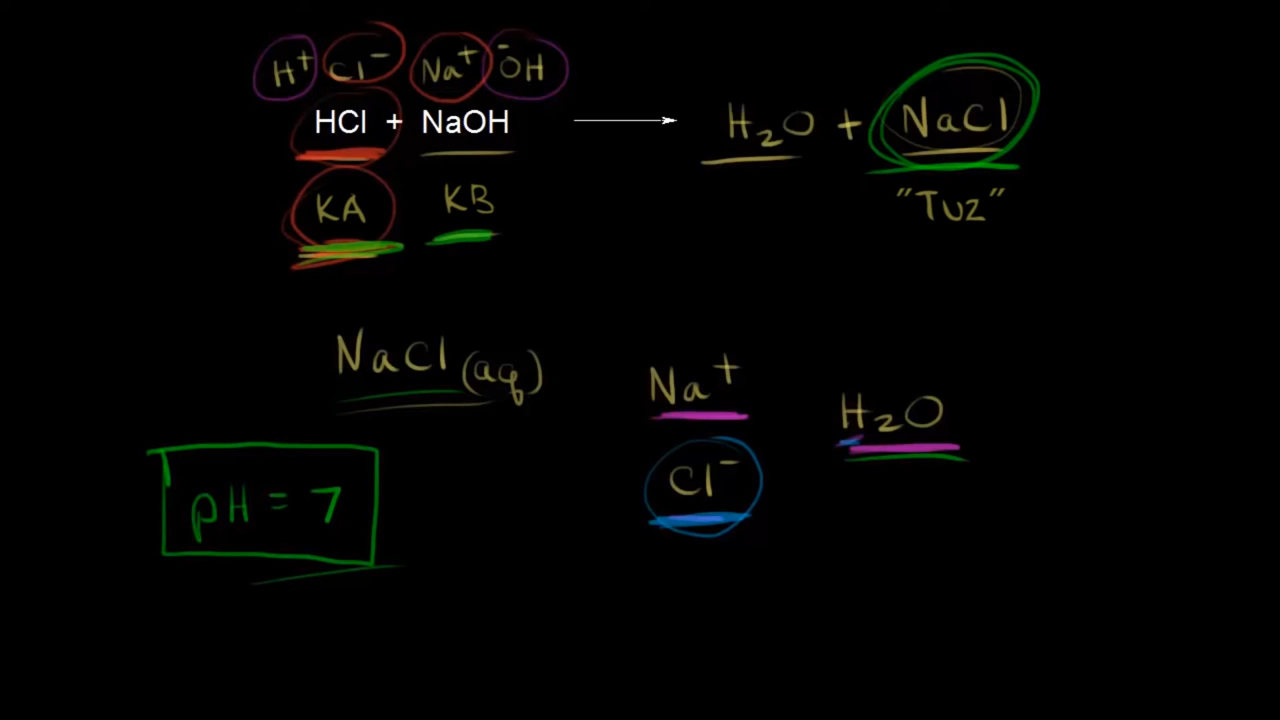 H⁺ Cl⁻ Na⁺ ⁻OH
HCl + NaOH → H₂O + NaCl
KA KB "Tuz"
NaCl(aq) Na⁺ H₂O
Cl⁻
pH = 7